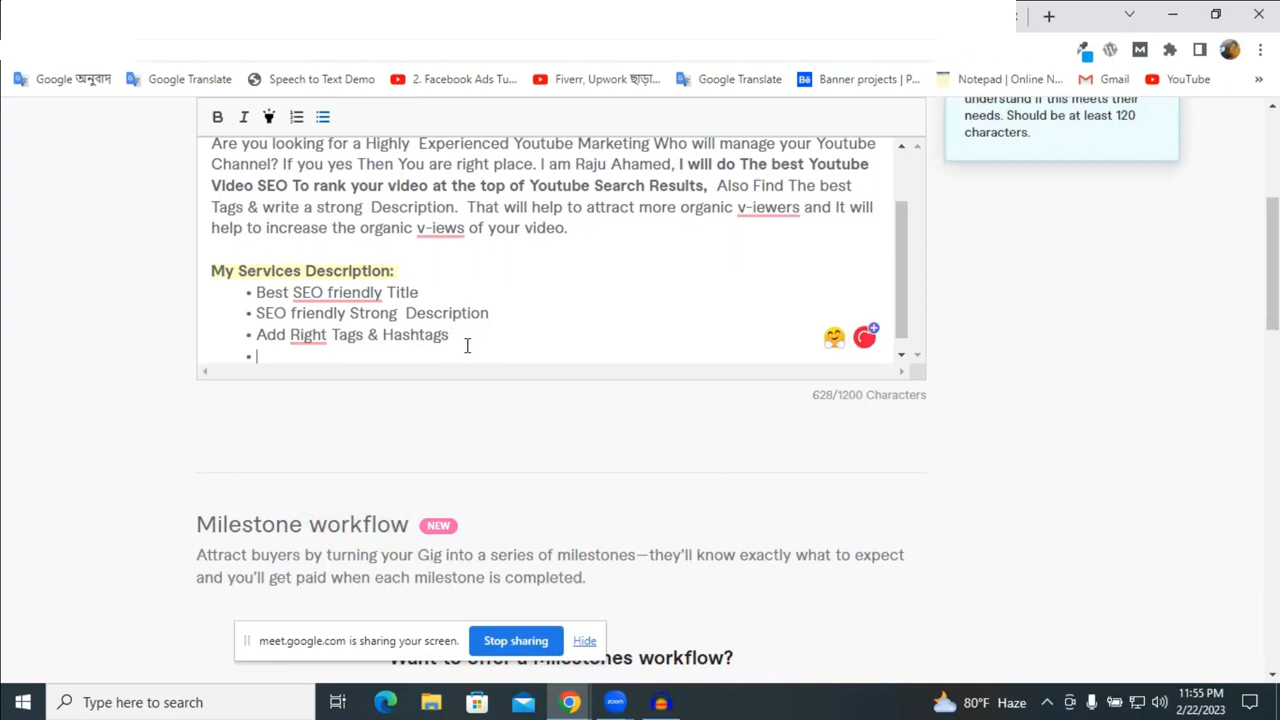 Google অনুবাদ
Google Translate
Speech to Text Demo
2. Facebook Ads Tu...
Fiverr, Upwork ছাড়া...
Google Translate
Banner projects | P...
Notepad | Online N...
Gmail
YouTube
»
understand if this meets their
needs. Should be at least 120
characters.
B I
Are you looking for a Highly Experienced Youtube Marketing Who will manage your Youtube
Channel? If you yes Then You are right place. I am Raju Ahamed, I will do The best Youtube
Video SEO To rank your video at the top of Youtube Search Results, Also Find The best
Tags & write a strong Description. That will help to attract more organic v-iewers and It will
help to increase the organic v-iews of your video.
My Services Description:
• Best SEO friendly Title
• SEO friendly Strong Description
• Add Right Tags & Hashtags
•
628/1200 Characters
Milestone workflow NEW
Attract buyers by turning your Gig into a series of milestones—they'll know exactly what to expect
and you'll get paid when each milestone is completed.
meet.google.com is sharing your screen. Stop sharing Hide
Want to offer a Milestones workflow?
Type here to search
zoom
80°F Haze
11:55 PM
2/22/2023